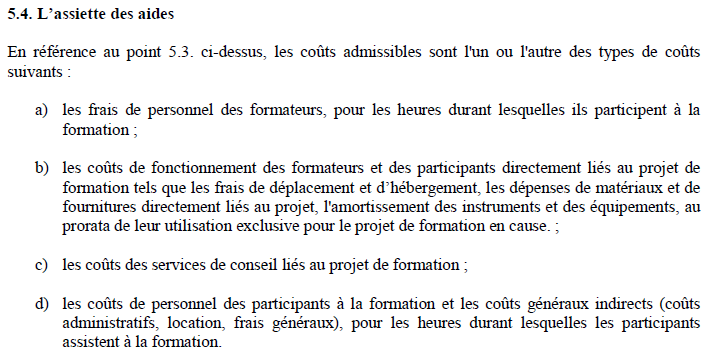 5.4. L’assiette des aides
En référence au point 5.3. ci-dessus, les coûts admissibles sont l'un ou l'autre des types de coûts
suivants :
a) les frais de personnel des formateurs, pour les heures durant lesquelles ils participent à la
formation ;
b) les coûts de fonctionnement des formateurs et des participants directement liés au projet de
formation tels que les frais de déplacement et d’hébergement, les dépenses de matériaux et de
fournitures directement liés au projet, l'amortissement des instruments et des équipements, au
prorata de leur utilisation exclusive pour le projet de formation en cause. ;
c) les coûts des services de conseil liés au projet de formation ;
d) les coûts de personnel des participants à la formation et les coûts généraux indirects (coûts
administratifs, location, frais généraux), pour les heures durant lesquelles les participants
assistent à la formation.